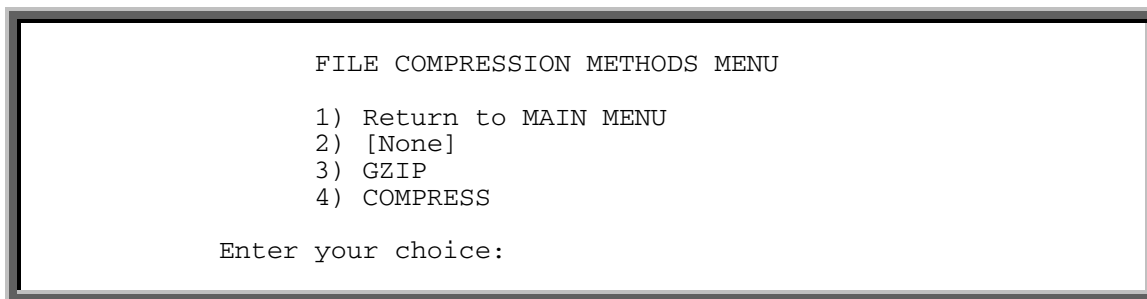 FILE COMPRESSION METHODS MENU
1) Return to MAIN MENU
2) [None]
3) GZIP
4) COMPRESS
Enter your choice: